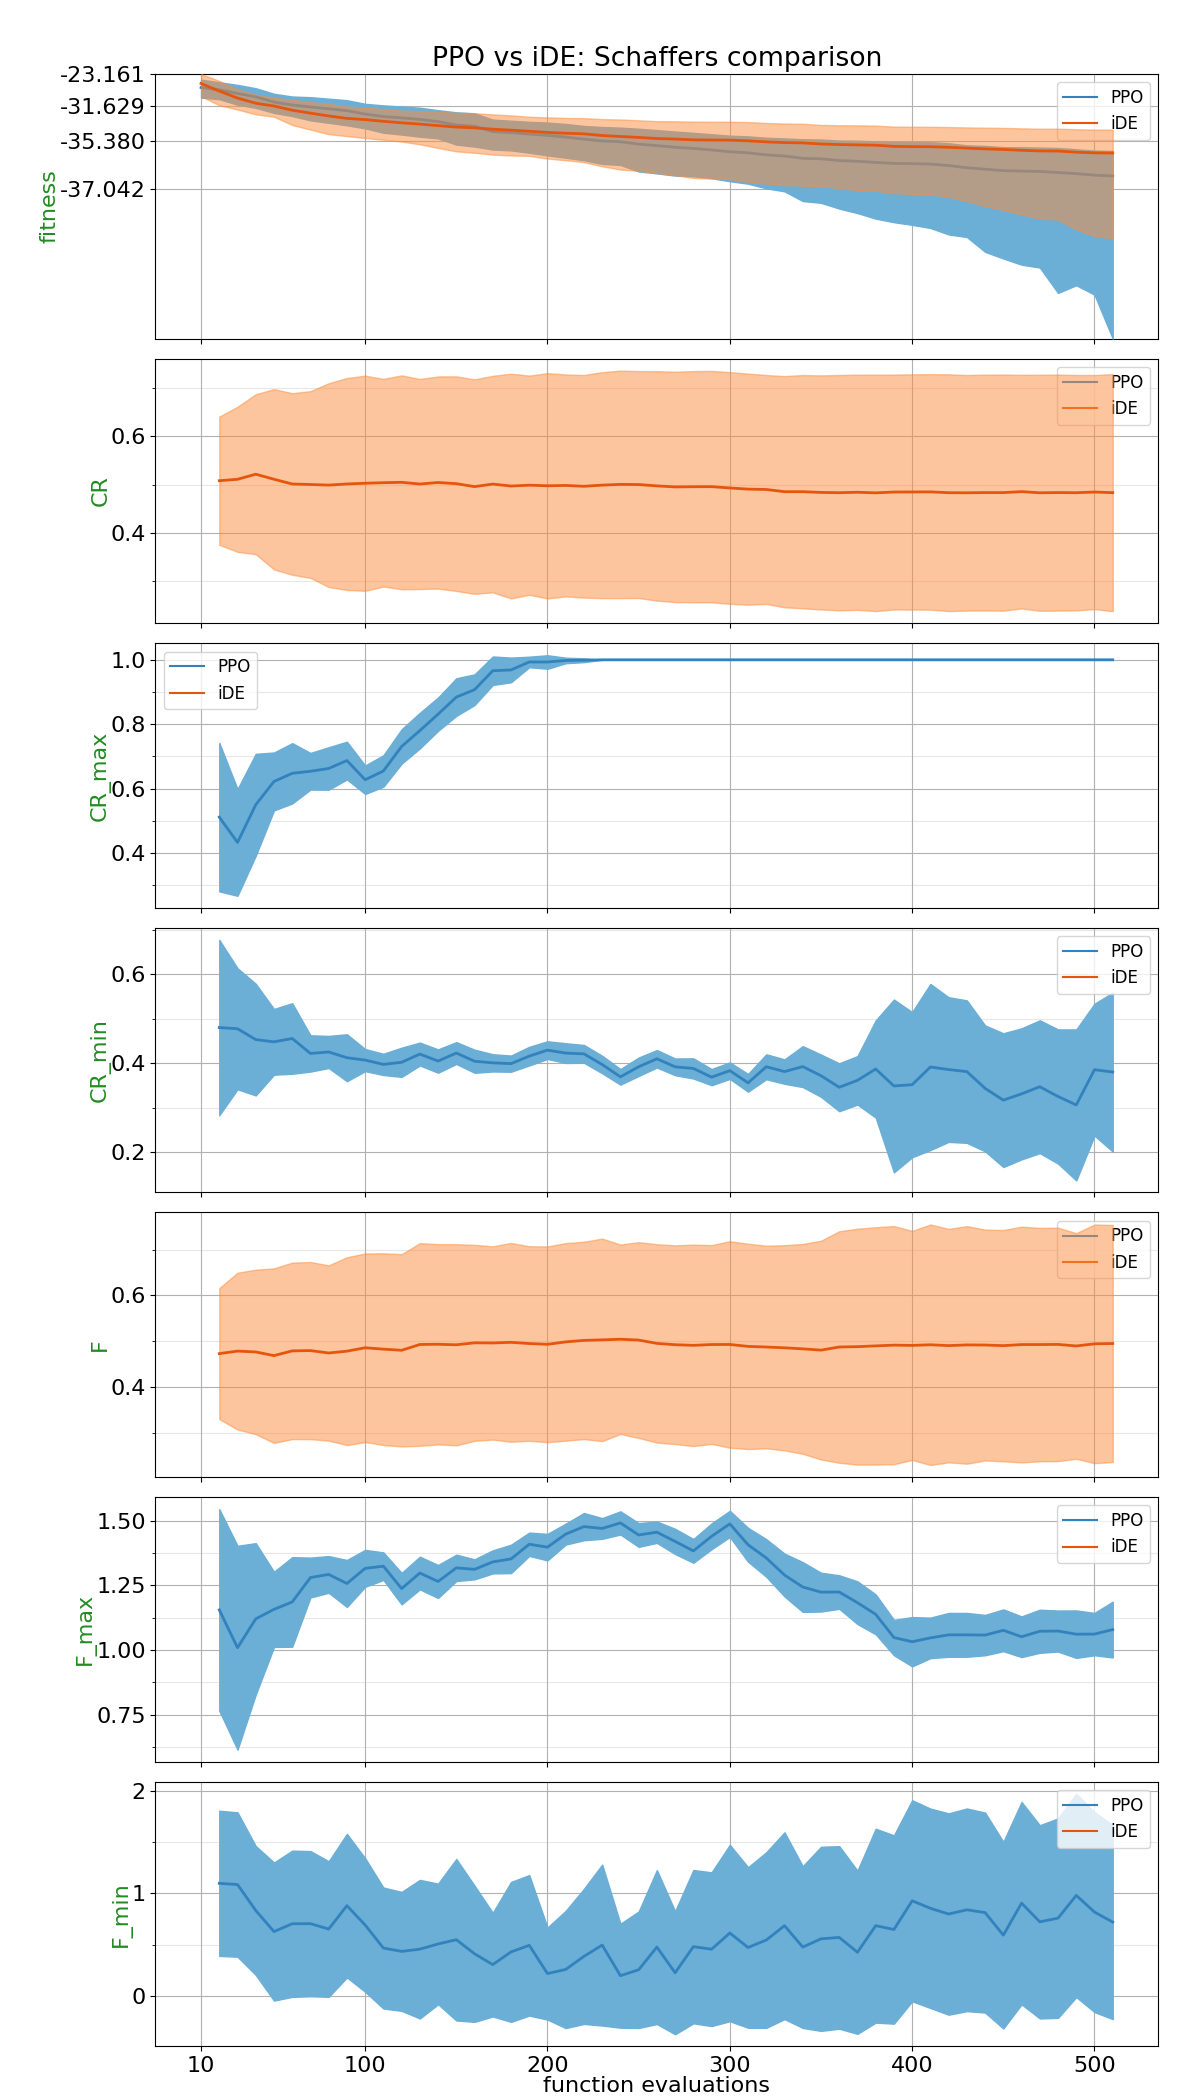 PPO vs iDE: Schaffers comparison
-23.161
-31.629
-35.380
-37.042
fitness
PPO
iDE
0.6
0.4
CR
PPO
iDE
1.0
0.8
0.6
0.4
CR_max
PPO
iDE
0.6
0.4
0.2
CR_min
PPO
iDE
0.6
0.4
F
PPO
iDE
1.50
1.25
1.00
0.75
F_max
PPO
iDE
2
1
0
F_min
PPO
iDE
10 100 200 300 400 500
function evaluations